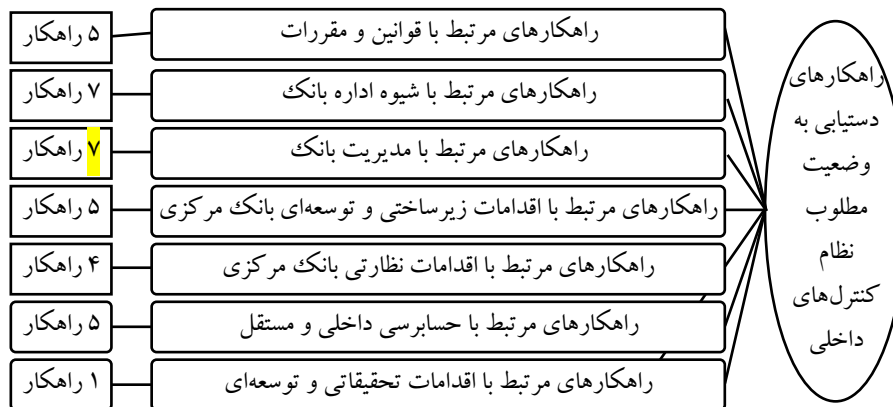 راهکارهای
دستیابی به
وضعیت
مطلوب
نظام
کنترل‌های
داخلی
راهکارهای مرتبط با قوانین و مقررات
۵ راهکار
راهکارهای مرتبط با شیوه اداره بانک
۷ راهکار
راهکارهای مرتبط با مدیریت بانک
۷ راهکار
راهکارهای مرتبط با اقدامات زیرساختی و توسعه‌ای بانک مرکزی
۵ راهکار
راهکارهای مرتبط با اقدامات نظارتی بانک مرکزی
۴ راهکار
راهکارهای مرتبط با حسابرسی داخلی و مستقل
۵ راهکار
راهکارهای مرتبط با اقدامات تحقیقاتی و توسعه‌ای
۱ راهکار